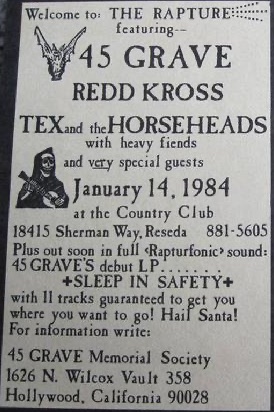 Welcome to: THE RAPTURE
featuring--
45 GRAVE
REDD KROSS
TEX and the HORSEHEADS
with heavy fiends
and very special guests
January 14, 1984
at the Country Club
18415 Sherman Way, Reseda 881-5605
Plus out soon in full ‹Rapturfonic› sound:
45 GRAVE'S debut LP.......
+SLEEP IN SAFETY+
with 11 tracks guaranteed to get you
where you want to go! Hail Santa!
For information write:
45 GRAVE Memorial Society
1626 N. Wilcox Vault 358
Hollywood, California 90028